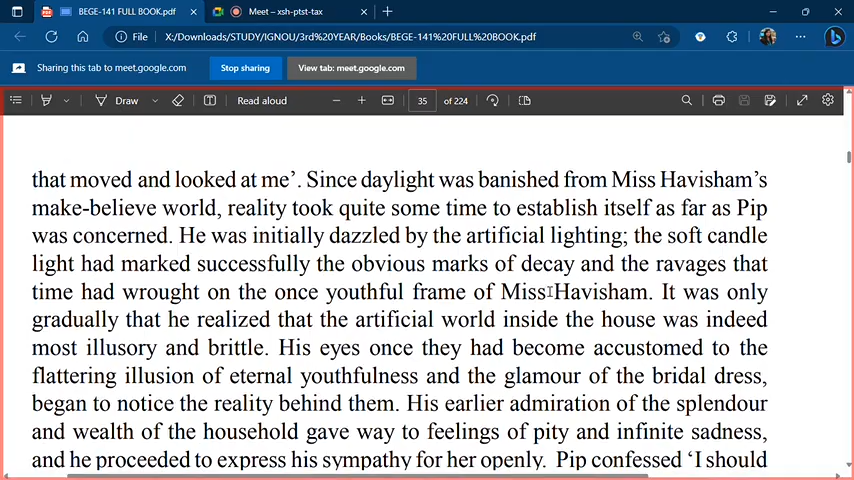 BEGE-141 FULL BOOK.pdf
Meet – xsh-ptst-tax
File
X:/Downloads/STUDY/IGNOU/3rd%20YEAR/Books/BEGE-141%20FULL%20BOOK.pdf
Sharing this tab to meet.google.com
Stop sharing
View tab: meet.google.com
Draw
Read aloud
35
of 224
that moved and looked at me’. Since daylight was banished from Miss Havisham’s
make-believe world, reality took quite some time to establish itself as far as Pip
was concerned. He was initially dazzled by the artificial lighting; the soft candle
light had marked successfully the obvious marks of decay and the ravages that
time had wrought on the once youthful frame of Miss Havisham. It was only
gradually that he realized that the artificial world inside the house was indeed
most illusory and brittle. His eyes once they had become accustomed to the
flattering illusion of eternal youthfulness and the glamour of the bridal dress,
began to notice the reality behind them. His earlier admiration of the splendour
and wealth of the household gave way to feelings of pity and infinite sadness,
and he proceeded to express his sympathy for her openly. Pip confessed ‘I should